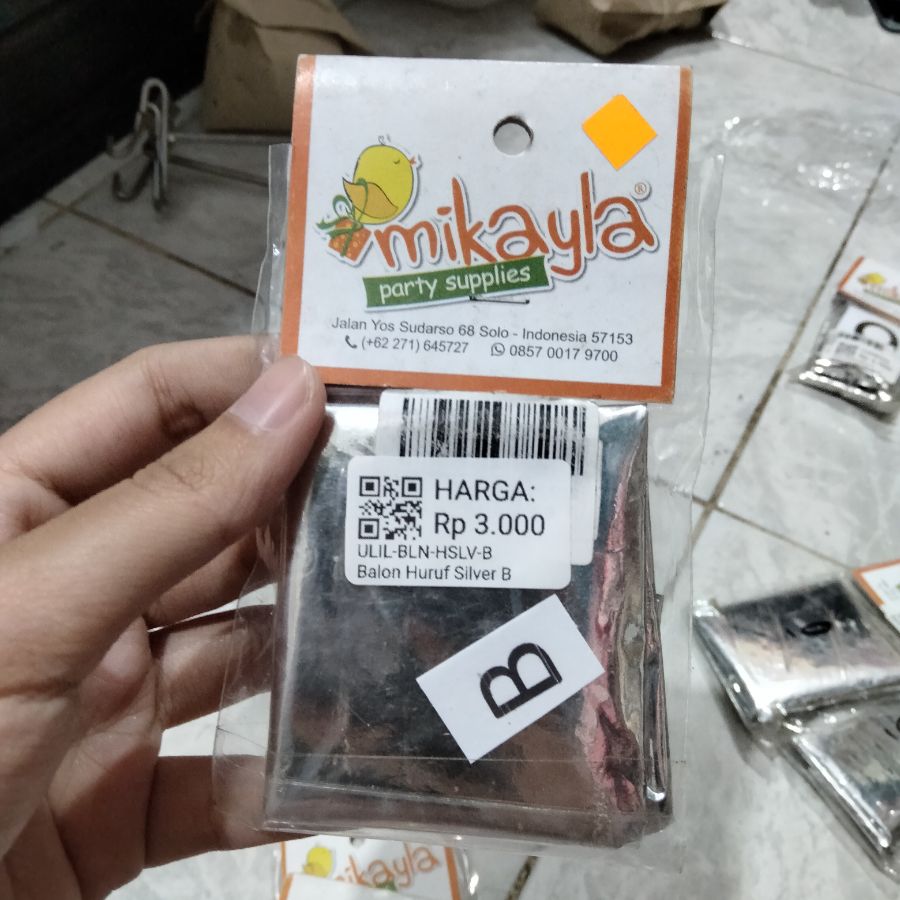 mikayla®
party supplies
Jalan Yos Sudarso 68 Solo - Indonesia 57153
(+62 271) 645727 0857 0017 9700
HARGA:
Rp 3.000
ULIL-BLN-HSLV-B
Balon Huruf Silver B
B
mikayla